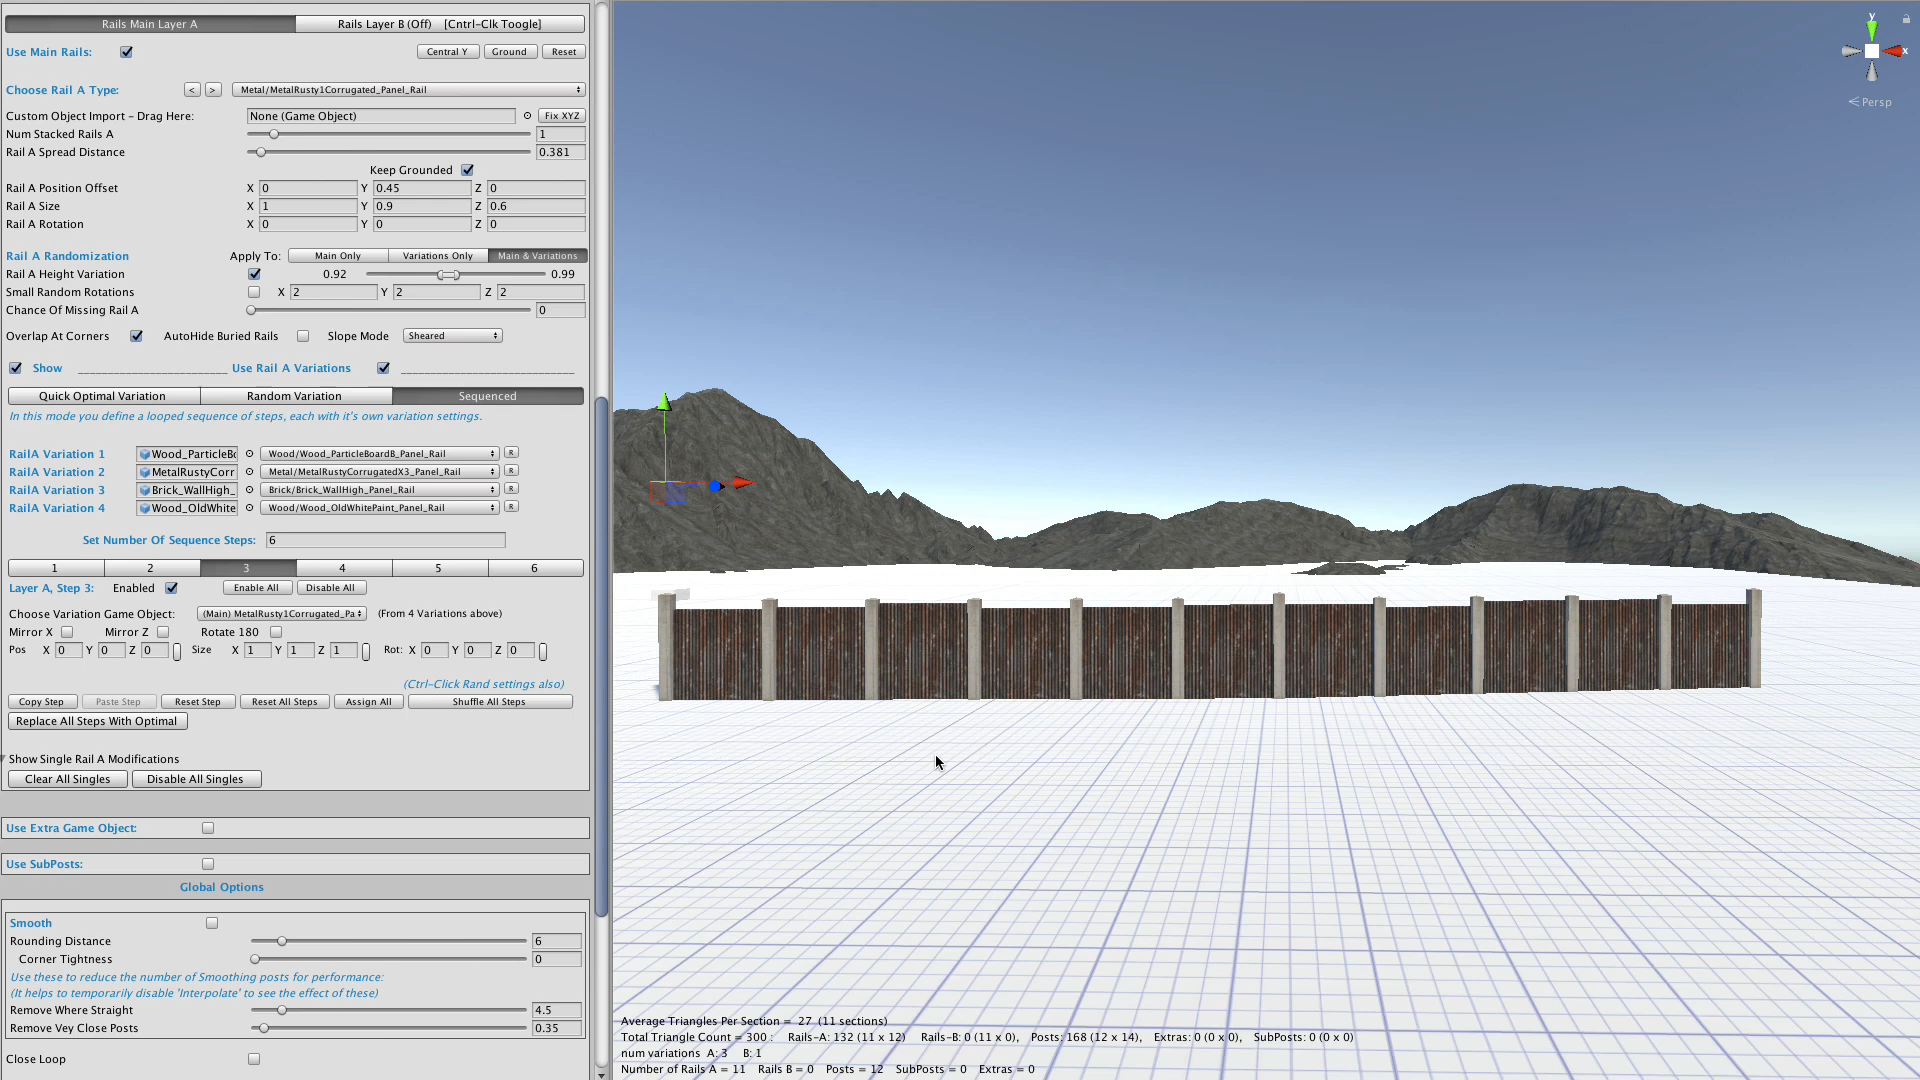 Rails Main Layer A Rails Layer B (Off) [Cntrl-Clk Toogle]
Use Main Rails: Central Y Ground Reset
Choose Rail A Type: < > Metal/MetalRusty1Corrugated_Panel_Rail
Custom Object Import - Drag Here: None (Game Object) Fix XYZ
Num Stacked Rails A 1
Rail A Spread Distance 0.381
Keep Grounded
Rail A Position Offset X 0 Y 0.45 Z 0
Rail A Size X 1 Y 0.9 Z 0.6
Rail A Rotation X 0 Y 0 Z 0
Rail A Randomization Apply To: Main Only Variations Only Main & Variations
Rail A Height Variation 0.92 0.99
Small Random Rotations X 2 Y 2 Z 2
Chance Of Missing Rail A 0
Overlap At Corners AutoHide Buried Rails Slope Mode Sheared
Show Use Rail A Variations
Quick Optimal Variation Random Variation Sequenced
In this mode you define a looped sequence of steps, each with it's own variation settings.
RailA Variation 1 Wood_ParticleBo Wood/Wood_ParticleBoardB_Panel_Rail R
RailA Variation 2 MetalRustyCorr Metal/MetalRustyCorrugatedX3_Panel_Rail R
RailA Variation 3 Brick_WallHigh_ Brick/Brick_WallHigh_Panel_Rail R
RailA Variation 4 Wood_OldWhite Wood/Wood_OldWhitePaint_Panel_Rail R
Set Number Of Sequence Steps: 6
1 2 3 4 5 6
Layer A, Step 3: Enabled Enable All Disable All
Choose Variation Game Object: (Main) MetalRusty1Corrugated_Pa (From 4 Variations above)
Mirror X Mirror Z Rotate 180
Pos X 0 Y 0 Z 0 Size X 1 Y 1 Z 1 Rot: X 0 Y 0 Z 0
(Ctrl-Click Rand settings also)
Copy Step Paste Step Reset Step Reset All Steps Assign All Shuffle All Steps
Replace All Steps With Optimal
Show Single Rail A Modifications
Clear All Singles Disable All Singles
Use Extra Game Object:
Use SubPosts:
Global Options
Smooth
Rounding Distance 6
Corner Tightness 0
Use these to reduce the number of Smoothing posts for performance:
(It helps to temporarily disable 'Interpolate' to see the effect of these)
Remove Where Straight 4.5
Remove Vey Close Posts 0.35
Close Loop
y
x
< Persp
Average Triangles Per Section = 27 (11 sections)
Total Triangle Count = 300 : Rails-A: 132 (11 x 12) Rails-B: 0 (11 x 0), Posts: 168 (12 x 14), Extras: 0 (0 x 0), SubPosts: 0 (0 x 0)
num variations A: 3 B: 1
Number of Rails A = 11 Rails B = 0 Posts = 12 SubPosts = 0 Extras = 0